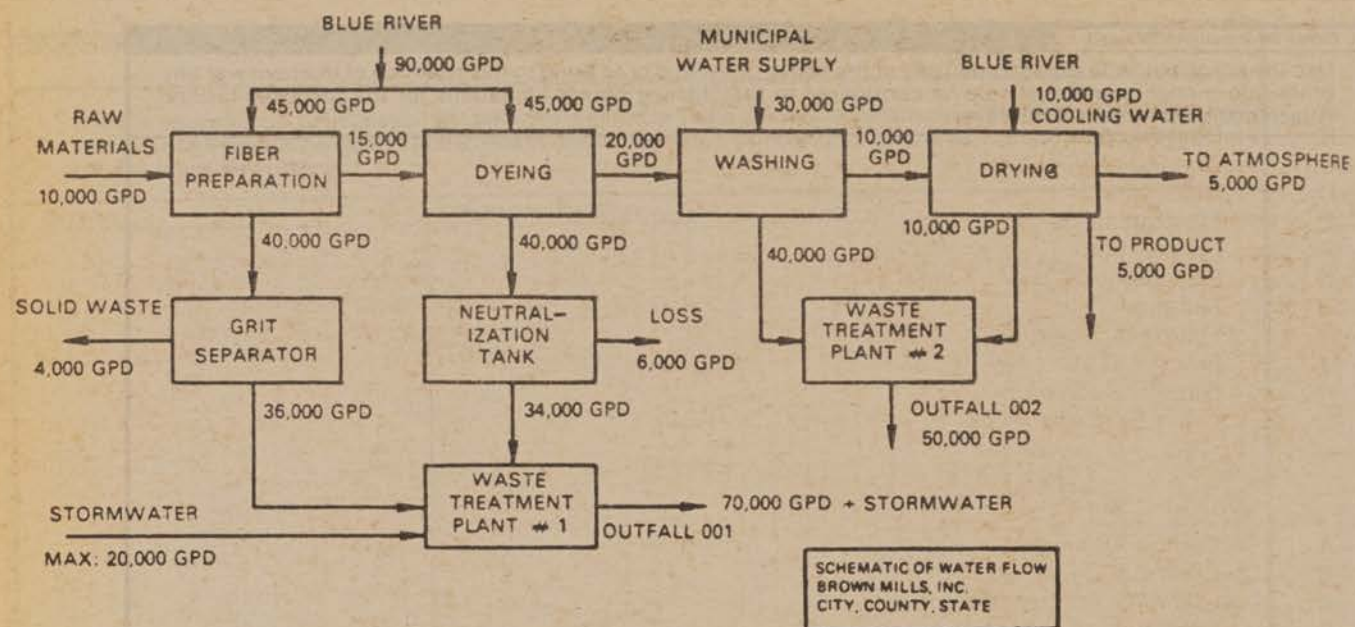 BLUE RIVER
90,000 GPD
MUNICIPAL
WATER SUPPLY
30,000 GPD
BLUE RIVER
10,000 GPD
COOLING WATER
RAW
MATERIALS
10,000 GPD
45,000 GPD
45,000 GPD
FIBER
PREPARATION
15,000
GPD
DYEING
20,000
GPD
WASHING
10,000
GPD
DRYING
TO ATMOSPHERE
5,000 GPD
40,000 GPD
40,000 GPD
40,000 GPD
10,000 GPD
TO PRODUCT
5,000 GPD
SOLID WASTE
4,000 GPD
GRIT
SEPARATOR
NEUTRAL-
IZATION
TANK
LOSS
6,000 GPD
WASTE
TREATMENT
PLANT # 2
36,000 GPD
34,000 GPD
OUTFALL 002
50,000 GPD
STORMWATER
MAX: 20,000 GPD
WASTE
TREATMENT
PLANT # 1
70,000 GPD + STORMWATER
OUTFALL 001
SCHEMATIC OF WATER FLOW
BROWN MILLS, INC.
CITY, COUNTY, STATE